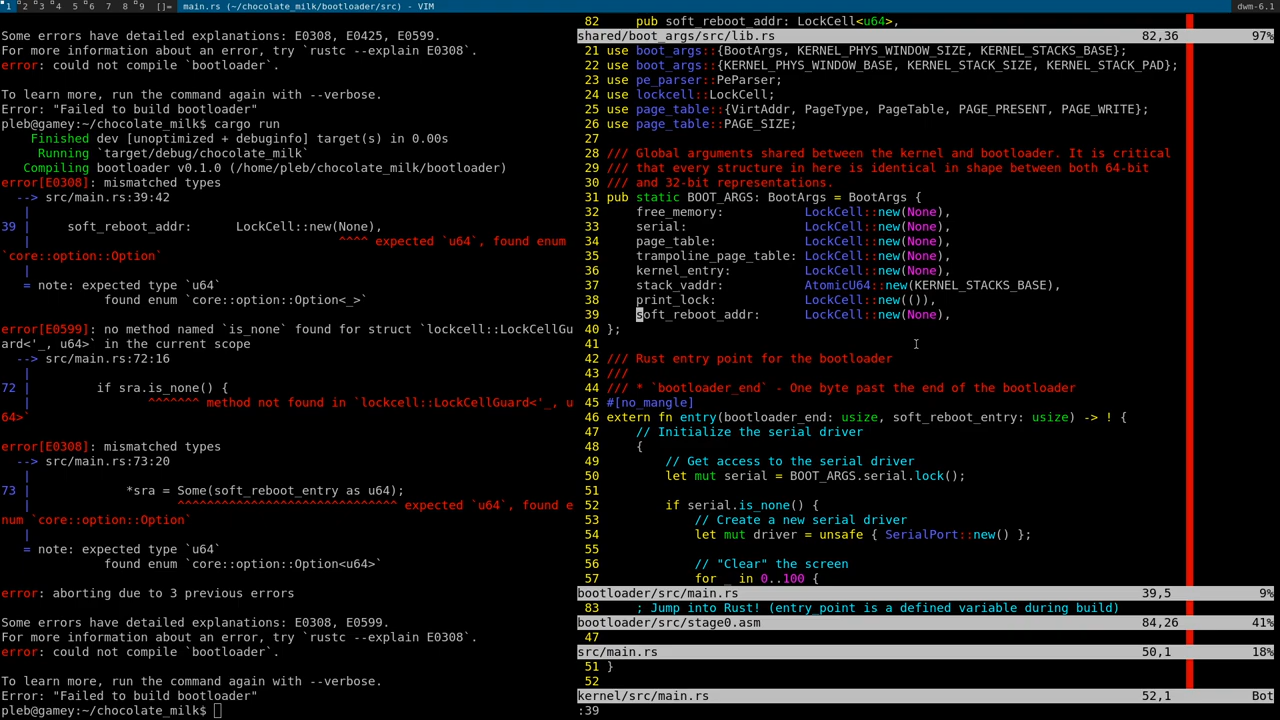 1 2 3 4 5 6 7 8 9 []= main.rs (~/chocolate_milk/bootloader/src) - VIM dwm-6.1
Some errors have detailed explanations: E0308, E0425, E0599.
For more information about an error, try `rustc --explain E0308`.
error: could not compile `bootloader`.
To learn more, run the command again with --verbose.
Error: "Failed to build bootloader"
pleb@gamey:~/chocolate_milk$ cargo run
Finished dev [unoptimized + debuginfo] target(s) in 0.00s
Running `target/debug/chocolate_milk`
Compiling bootloader v0.1.0 (/home/pleb/chocolate_milk/bootloader)
error[E0308]: mismatched types
--> src/main.rs:39:42
|
39 |     soft_reboot_addr:      LockCell::new(None),
|                                          ^^^^ expected `u64`, found enum
`core::option::Option`
|
= note: expected type `u64`
found enum `core::option::Option<_>`
error[E0599]: no method named `is_none` found for struct `lockcell::LockCellGu
ard<'_, u64>` in the current scope
--> src/main.rs:72:16
|
72 |         if sra.is_none() {
|                ^^^^^^^ method not found in `lockcell::LockCellGuard<'_, u
64>`
error[E0308]: mismatched types
--> src/main.rs:73:20
|
73 |             *sra = Some(soft_reboot_entry as u64);
|                    ^^^^^^^^^^^^^^^^^^^^^^^^^^^^^^ expected `u64`, found e
num `core::option::Option`
|
= note: expected type `u64`
found enum `core::option::Option<u64>`
error: aborting due to 3 previous errors
Some errors have detailed explanations: E0308, E0599.
For more information about an error, try `rustc --explain E0308`.
error: could not compile `bootloader`.
To learn more, run the command again with --verbose.
Error: "Failed to build bootloader"
pleb@gamey:~/chocolate_milk$
82     pub soft_reboot_addr: LockCell<u64>,
shared/boot_args/src/lib.rs 82,36 97%
21 use boot_args::{BootArgs, KERNEL_PHYS_WINDOW_SIZE, KERNEL_STACKS_BASE};
22 use boot_args::{KERNEL_PHYS_WINDOW_BASE, KERNEL_STACK_SIZE, KERNEL_STACK_PAD};
23 use pe_parser::PeParser;
24 use lockcell::LockCell;
25 use page_table::{VirtAddr, PageType, PageTable, PAGE_PRESENT, PAGE_WRITE};
26 use page_table::PAGE_SIZE;
27
28 /// Global arguments shared between the kernel and bootloader. It is critical
29 /// that every structure in here is identical in shape between both 64-bit
30 /// and 32-bit representations.
31 pub static BOOT_ARGS: BootArgs = BootArgs {
32     free_memory:           LockCell::new(None),
33     serial:                LockCell::new(None),
34     page_table:            LockCell::new(None),
35     trampoline_page_table: LockCell::new(None),
36     kernel_entry:          LockCell::new(None),
37     stack_vaddr:           AtomicU64::new(KERNEL_STACKS_BASE),
38     print_lock:            LockCell::new(()),
39     soft_reboot_addr:      LockCell::new(None),
40 };
41
42 /// Rust entry point for the bootloader
43 ///
44 /// * `bootloader_end` - One byte past the end of the bootloader
45 #[no_mangle]
46 extern fn entry(bootloader_end: usize, soft_reboot_entry: usize) -> ! {
47     // Initialize the serial driver
48     {
49         // Get access to the serial driver
50         let mut serial = BOOT_ARGS.serial.lock();
51
52         if serial.is_none() {
53             // Create a new serial driver
54             let mut driver = unsafe { SerialPort::new() };
55
56             // "Clear" the screen
57             for _ in 0..100 {
bootloader/src/main.rs 39,5 9%
83     ; Jump into Rust! (entry_point is a defined variable during build)
bootloader/src/stage0.asm 84,26 41%
47
src/main.rs 50,1 18%
51 }
52
kernel/src/main.rs 52,1 Bot
:39